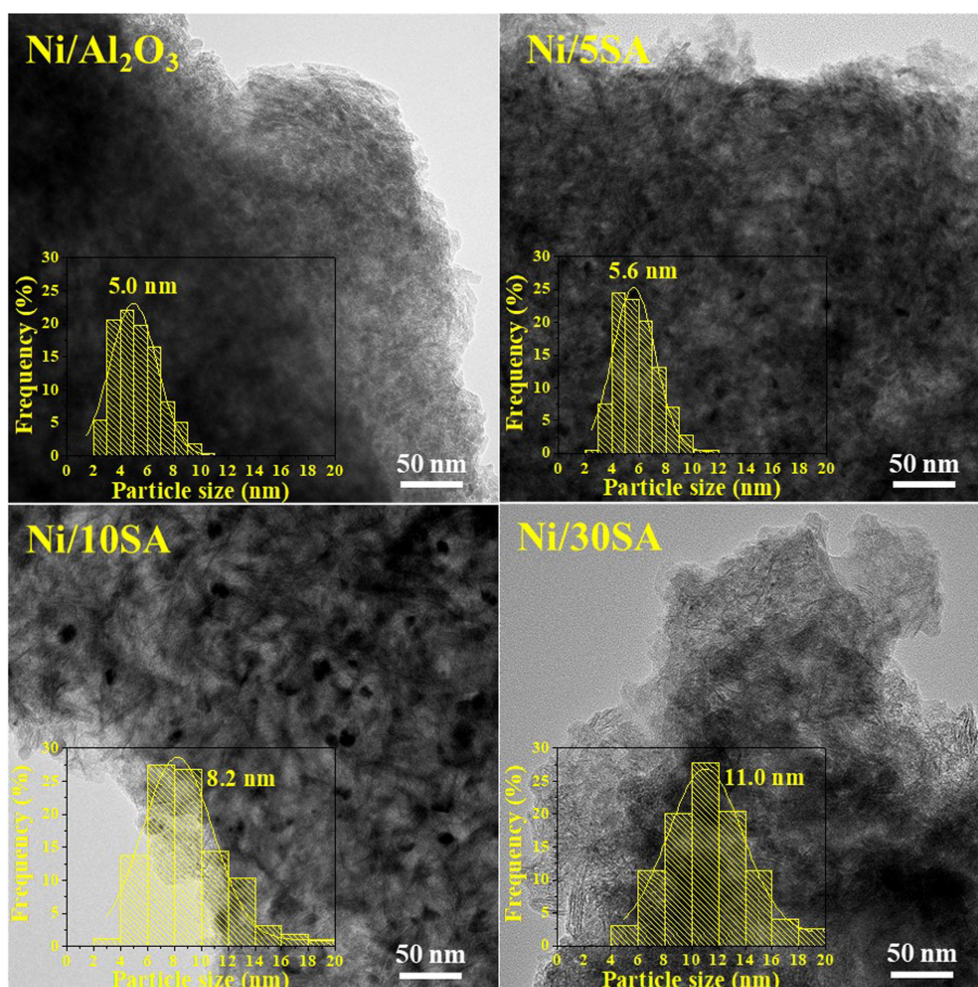 Ni/Al₂O₃
30
25
20
15
10
5
0
Frequency (%)
5.0 nm
0 2 4 6 8 10 12 14 16 18 20
Particle size (nm)
50 nm
Ni/5SA
30
25
20
15
10
5
0
Frequency (%)
5.6 nm
0 2 4 6 8 10 12 14 16 18 20
Particle size (nm)
50 nm
Ni/10SA
30
25
20
15
10
5
0
Frequency (%)
8.2 nm
0 2 4 6 8 10 12 14 16 18 20
Particle size (nm)
50 nm
Ni/30SA
30
25
20
15
10
5
0
Frequency (%)
11.0 nm
0 2 4 6 8 10 12 14 16 18 20
Particle size (nm)
50 nm